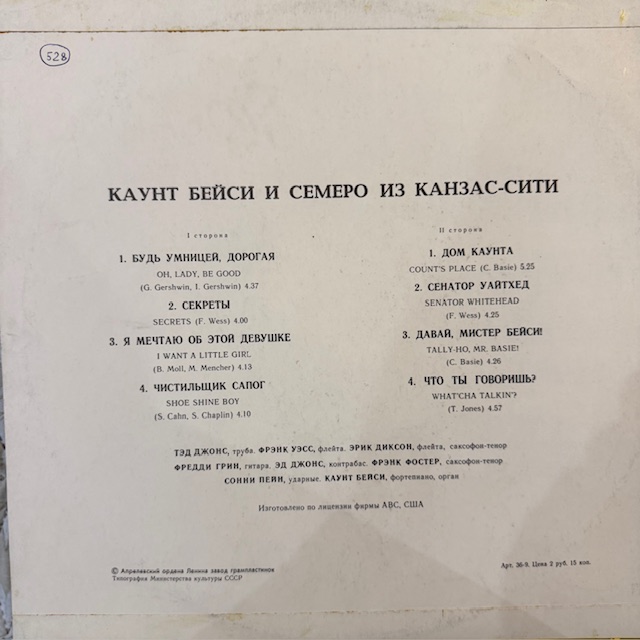 528
КАУНТ БЕЙСИ И СЕМЕРО ИЗ КАНЗАС-СИТИ
I сторона
1. БУДЬ УМНИЦЕЙ, ДОРОГАЯ
OH, LADY, BE GOOD
(G. Gershwin, I. Gershwin) 4.37
2. СЕКРЕТЫ
SECRETS (F. Wess) 4.00
3. Я МЕЧТАЮ ОБ ЭТОЙ ДЕВУШКЕ
I WANT A LITTLE GIRL
(B. Moll, M. Mencher) 4.13
4. ЧИСТИЛЬЩИК САПОГ
SHOE SHINE BOY
(S. Cahn, S. Chaplin) 4.10
II сторона
1. ДОМ КАУНТА
COUNT'S PLACE (C. Basie) 5.25
2. СЕНАТОР УАЙТХЕД
SENATOR WHITEHEAD
(F. Wess) 4.25
3. ДАВАЙ, МИСТЕР БЕЙСИ!
TALLY-HO, MR. BASIE!
(C. Basie) 4.26
4. ЧТО ТЫ ГОВОРИШЬ?
WHAT'CHA TALKIN'?
(T. Jones) 4.57
ТЭД ДЖОНС, труба. ФРЭНК УЭСС, флейта. ЭРИК ДИКСОН, флейта, саксофон-тенор
ФРЕДДИ ГРИН, гитара. ЭД ДЖОНС, контрабас. ФРЭНК ФОСТЕР, саксофон-тенор
СОННИ ПЕЙН, ударные. КАУНТ БЕЙСИ, фортепиано, орган
Изготовлено по лицензии фирмы ABC, США
© Апрелевский ордена Ленина завод грампластинок
Типография Министерства культуры СССР
Арт. 36-9. Цена 2 руб. 15 коп.